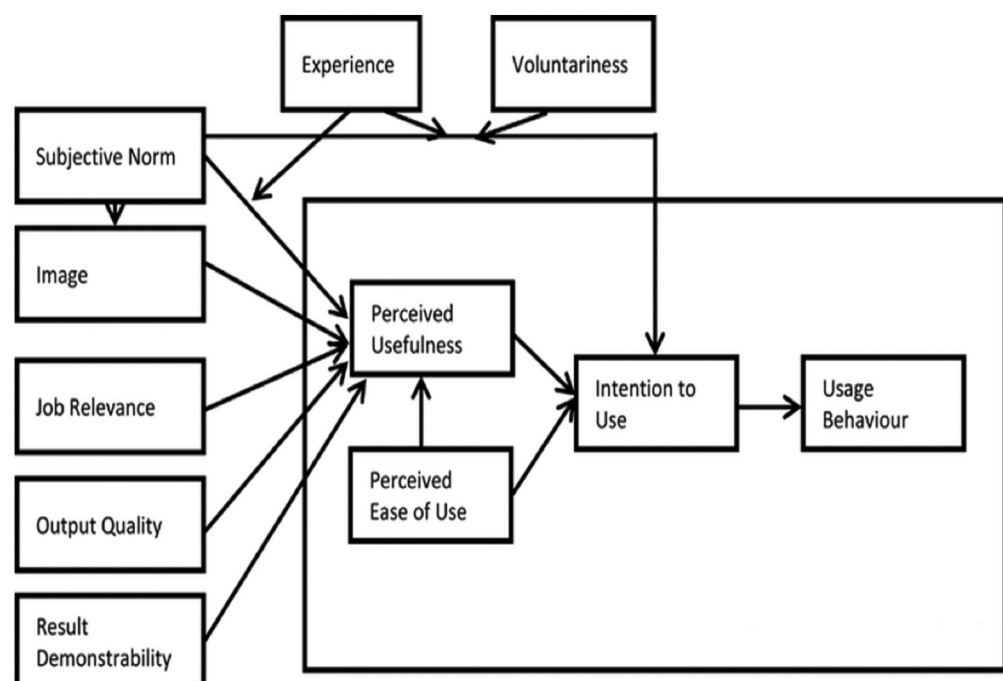 Experience
Voluntariness
Subjective Norm
Image
Perceived
Usefulness
Job Relevance
Intention to
Use
Usage
Behaviour
Perceived
Ease of Use
Output Quality
Result
Demonstrability